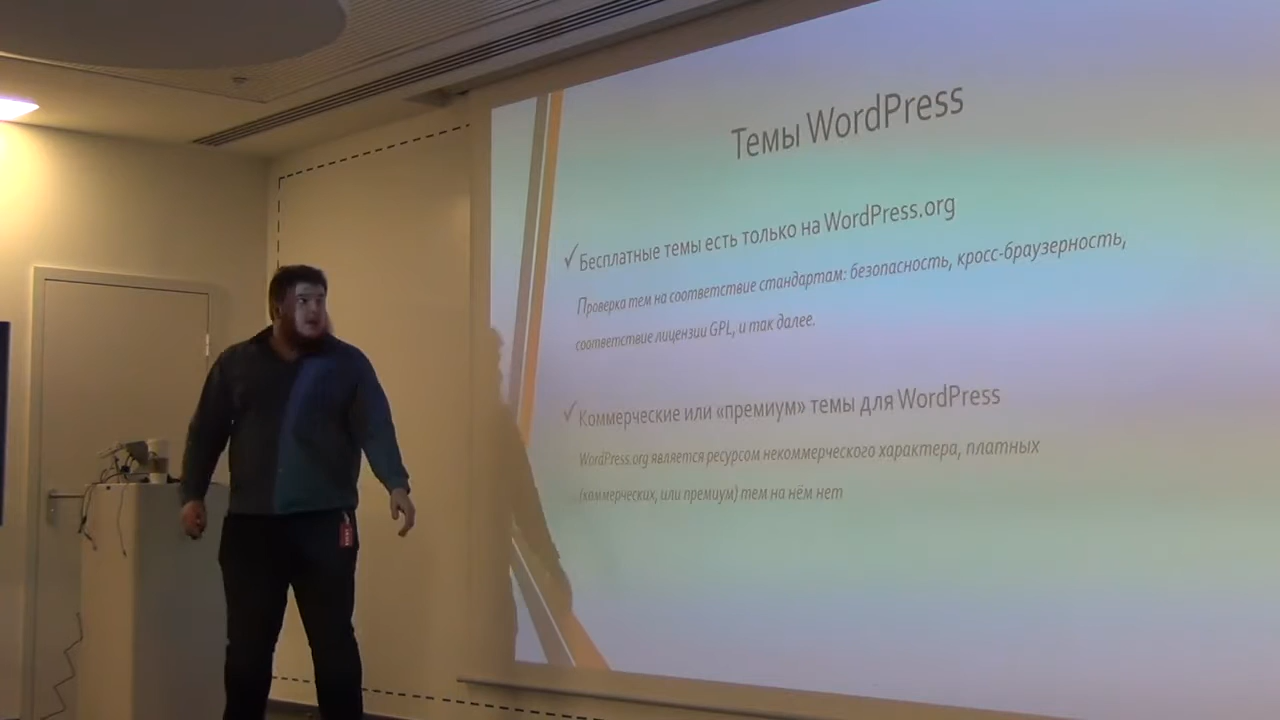 Темы WordPress
✓ Бесплатные темы есть только на WordPress.org
Проверка тем на соответствие стандартам: безопасность, кросс-браузерность,
соответствие лицензии GPL, и так далее.
✓ Коммерческие или «премиум» темы для WordPress
WordPress.org является ресурсом некоммерческого характера, платных
(коммерческих, или премиум) тем на нём нет